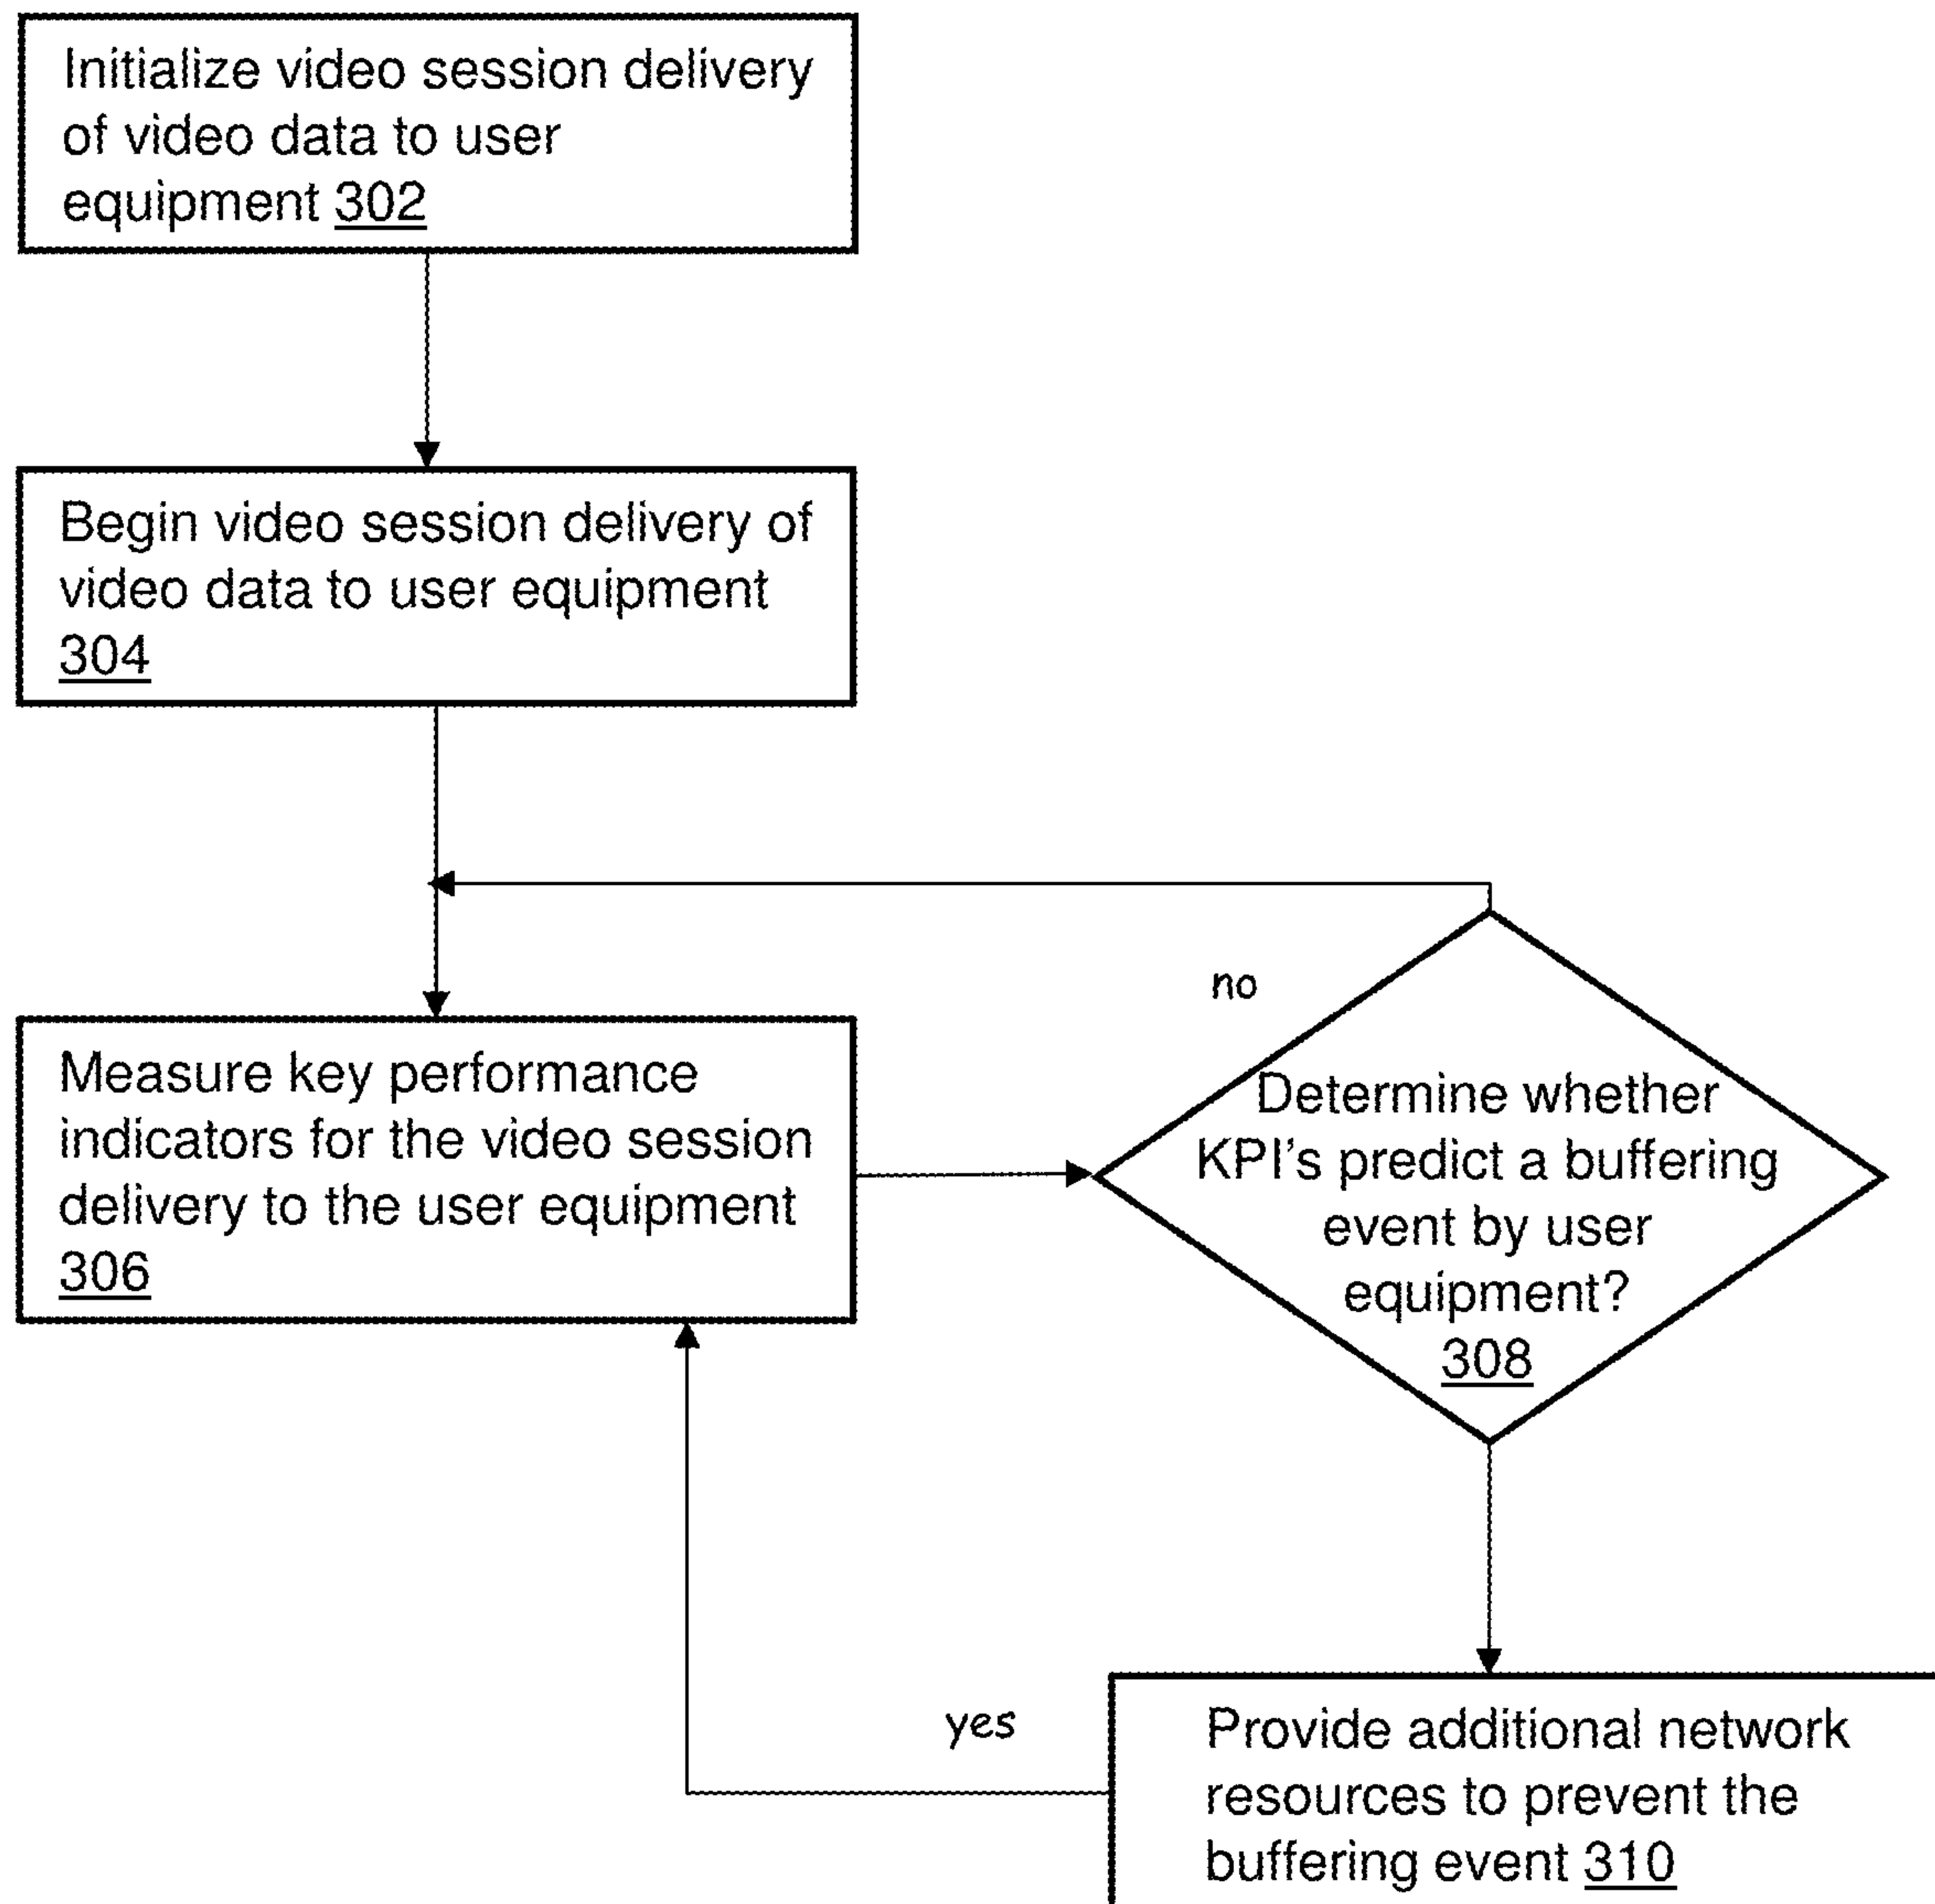 Initialize video session delivery
of video data to user
equipment 302
Begin video session delivery of
video data to user equipment
304
no
Measure key performance
indicators for the video session
delivery to the user equipment
306
Determine whether
KPI's predict a buffering
event by user
equipment?
308
yes
Provide additional network
resources to prevent the
buffering event 310